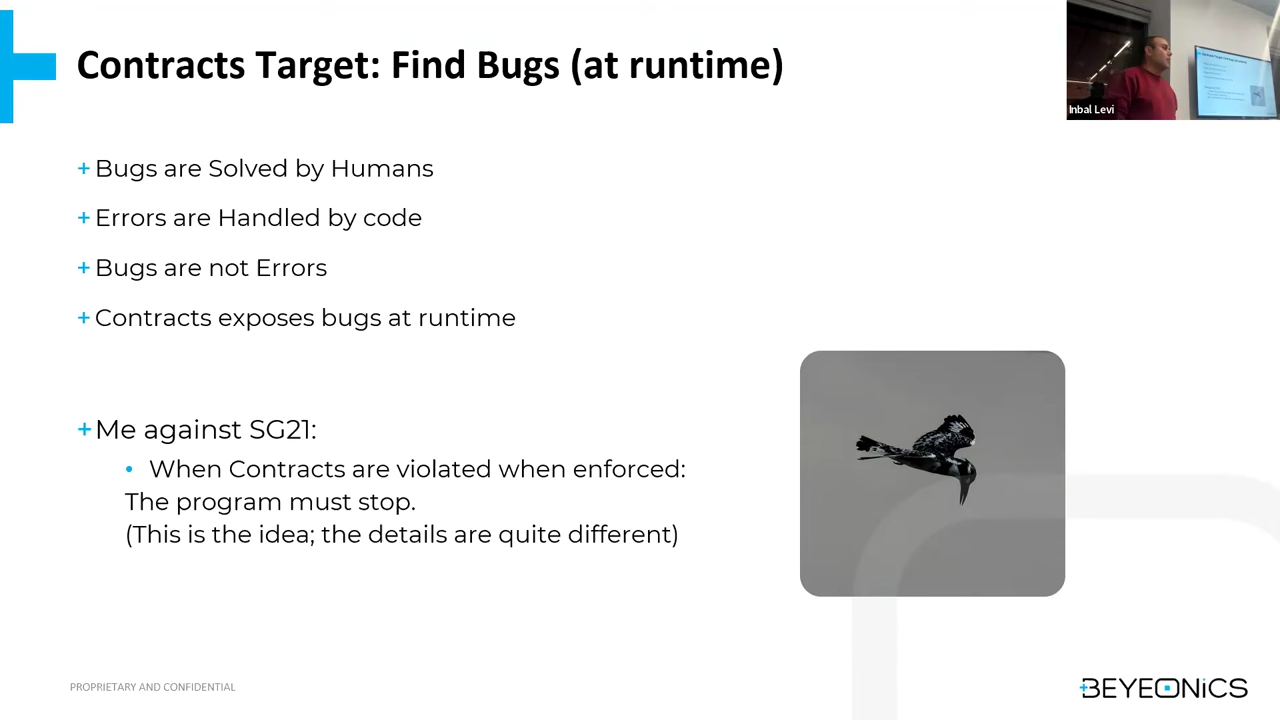 Contracts Target: Find Bugs (at runtime)
Inbal Levi
+ Bugs are Solved by Humans
+ Errors are Handled by code
+ Bugs are not Errors
+ Contracts exposes bugs at runtime
+ Me against SG21:
• When Contracts are violated when enforced:
The program must stop.
(This is the idea; the details are quite different)
PROPRIETARY AND CONFIDENTIAL
BEYEONiCS